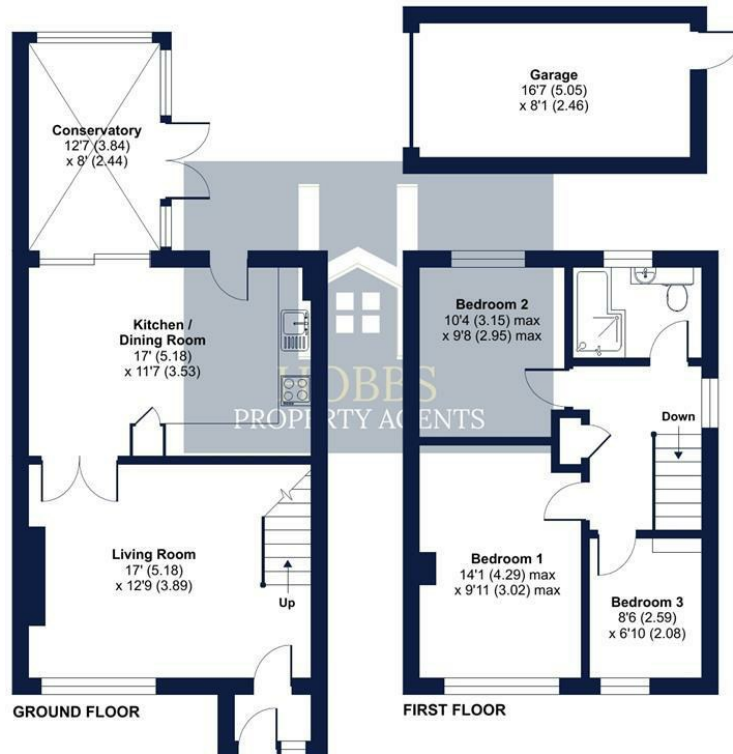 Garage
16'7 (5.05)
x 8'1 (2.46)
Conservatory
12'7 (3.84)
x 8' (2.44)
Kitchen /
Dining Room
17' (5.18)
x 11'7 (3.53)
Bedroom 2
10'4 (3.15) max
x 9'8 (2.95) max
HOBBS
PROPERTY AGENTS
Down
Living Room
17' (5.18)
x 12'9 (3.89)
Up
Bedroom 1
14'1 (4.29) max
x 9'11 (3.02) max
Bedroom 3
8'6 (2.59)
x 6'10 (2.08)
GROUND FLOOR
FIRST FLOOR